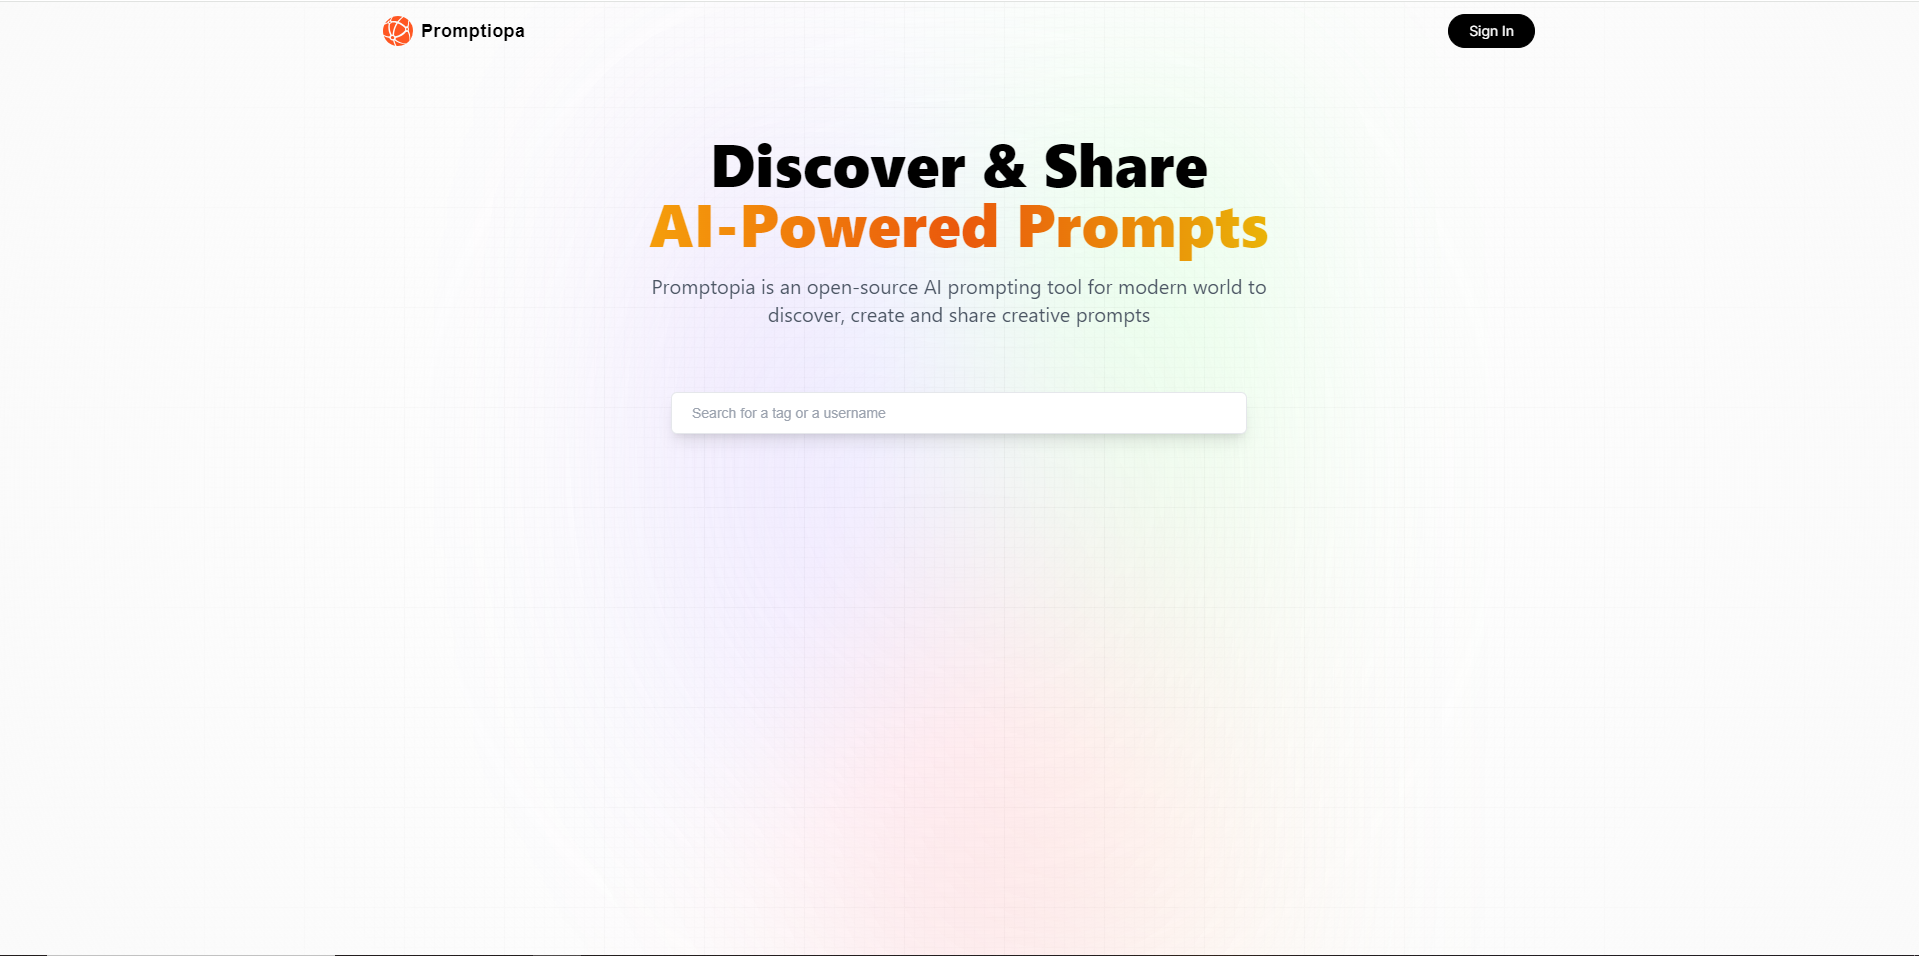 Promptiopa
Sign In
Discover & Share
AI-Powered Prompts
Promptopia is an open-source AI prompting tool for modern world to
discover, create and share creative prompts
Search for a tag or a username